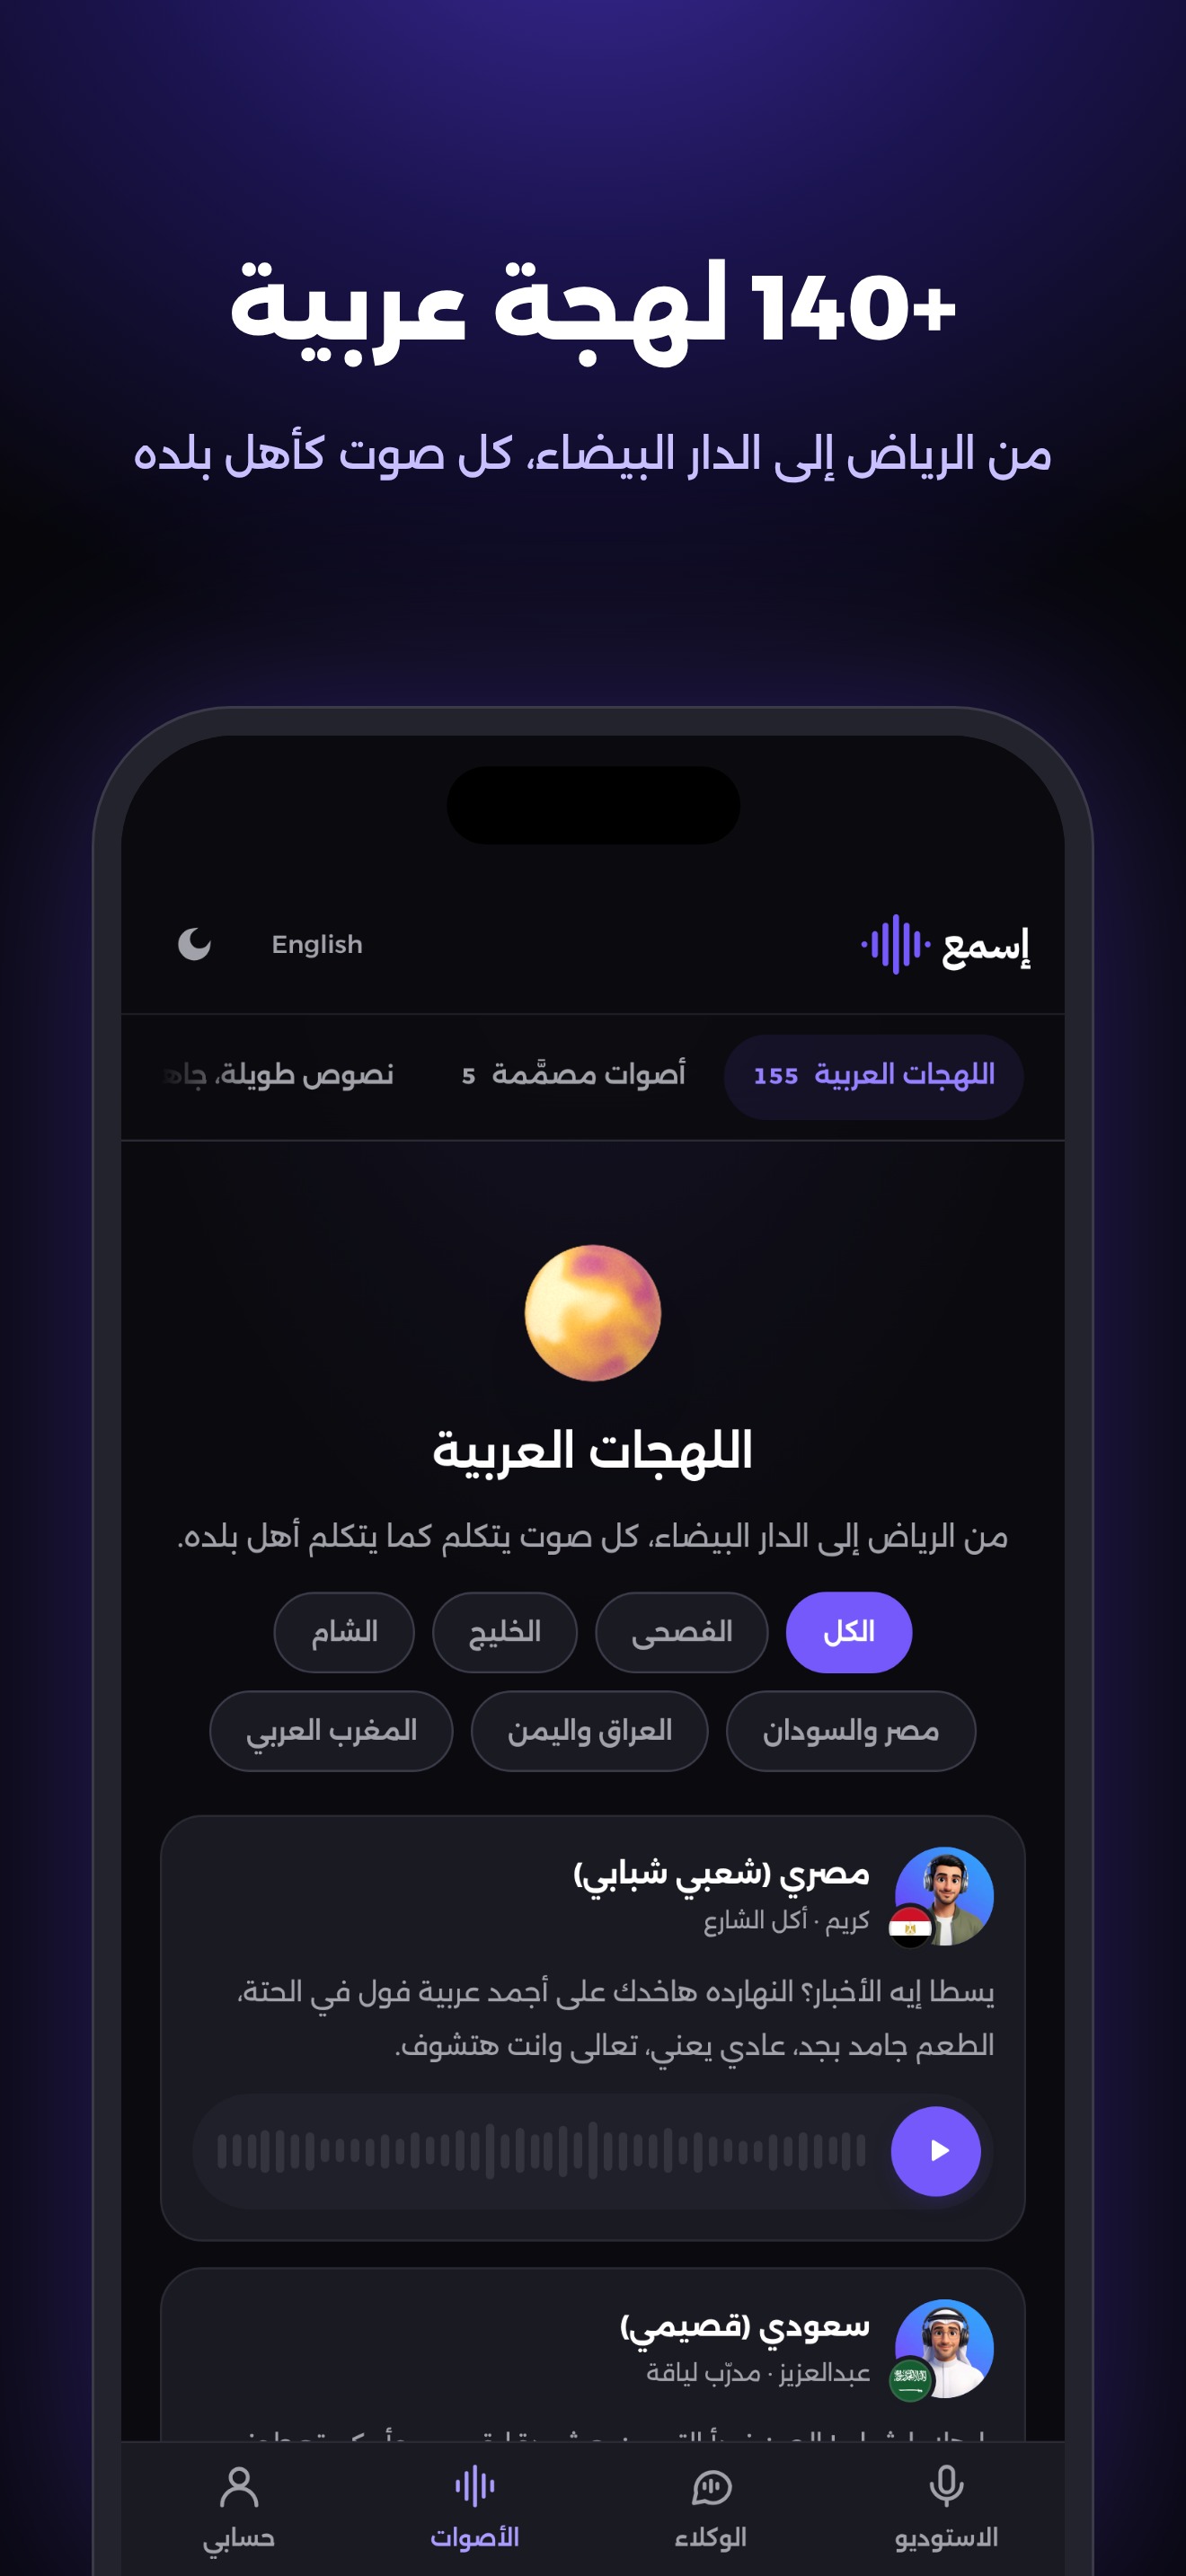 +140 لهجة عربية
من الرياض إلى الدار البيضاء، كل صوت كأهل بلده
إسمع
English
اللهجات العربية 155 أصوات مصمَّمة 5 نصوص طويلة،
اللهجات العربية
من الرياض إلى الدار البيضاء، كل صوت يتكلم كما يتكلم أهل بلده.
الكل الفصحى الخليج الشام
مصر والسودان العراق واليمن المغرب العربي
مصري (شعبي شبابي)
كريم · أكل الشارع
يسطا إيه الأخبار؟ النهارده هاخدك على أجمد عربية فول في الحتة،
الطعم جامد بجد، عادي يعني، تعالى وانت هتشوف.
سعودي (قصيمي)
عبدالعزيز · مدرّب لياقة
الاستوديو الوكلاء الأصوات حسابي